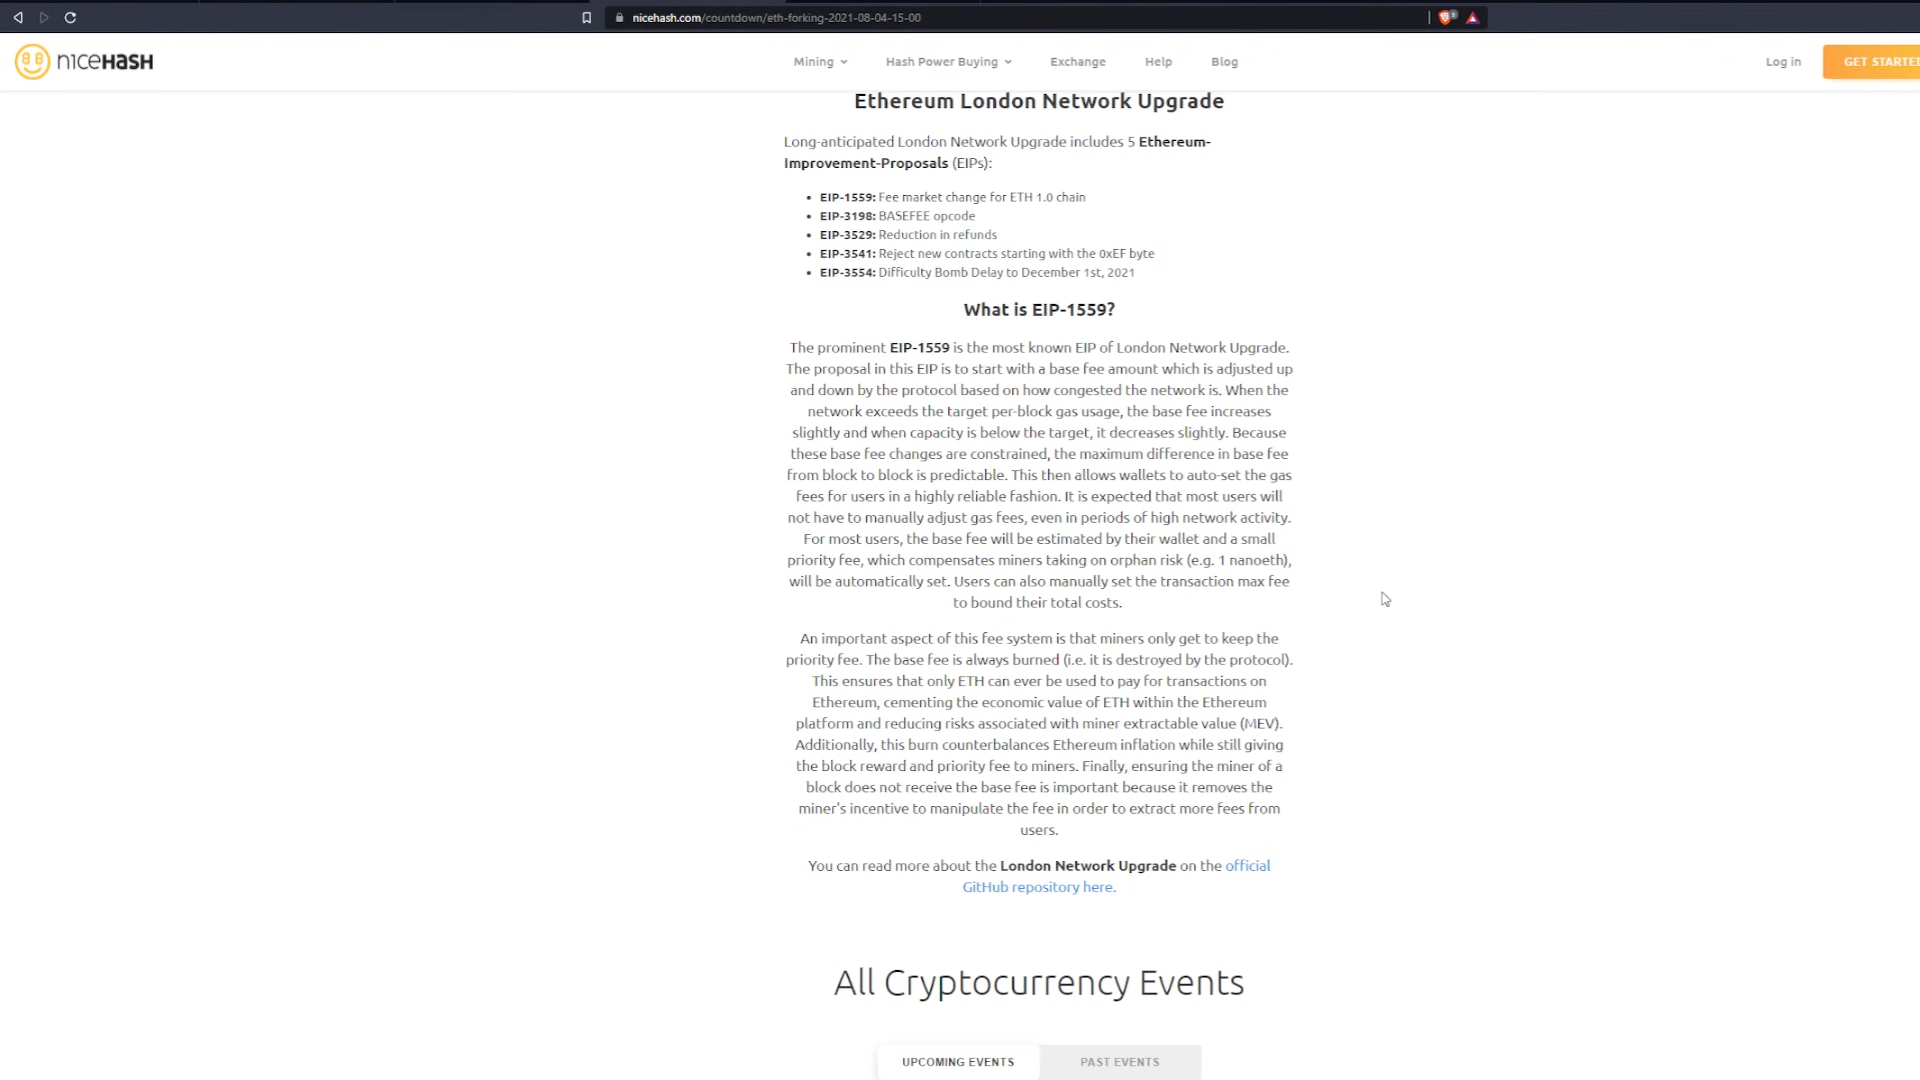 nicehash.com/countdown/eth-forking-2021-08-04-15-00
nıceHASH
Mining
Hash Power Buying
Exchange
Help
Blog
Log in
GET STARTED
Ethereum London Network Upgrade
Long-anticipated London Network Upgrade includes 5 Ethereum-
Improvement-Proposals (EIPs):
• EIP-1559: Fee market change for ETH 1.0 chain
• EIP-3198: BASEFEE opcode
• EIP-3529: Reduction in refunds
• EIP-3541: Reject new contracts starting with the 0xEF byte
• EIP-3554: Difficulty Bomb Delay to December 1st, 2021
What is EIP-1559?
The prominent EIP-1559 is the most known EIP of London Network Upgrade.
The proposal in this EIP is to start with a base fee amount which is adjusted up
and down by the protocol based on how congested the network is. When the
network exceeds the target per-block gas usage, the base fee increases
slightly and when capacity is below the target, it decreases slightly. Because
these base fee changes are constrained, the maximum difference in base fee
from block to block is predictable. This then allows wallets to auto-set the gas
fees for users in a highly reliable fashion. It is expected that most users will
not have to manually adjust gas fees, even in periods of high network activity.
For most users, the base fee will be estimated by their wallet and a small
priority fee, which compensates miners taking on orphan risk (e.g. 1 nanoeth),
will be automatically set. Users can also manually set the transaction max fee
to bound their total costs.
An important aspect of this fee system is that miners only get to keep the
priority fee. The base fee is always burned (i.e. it is destroyed by the protocol).
This ensures that only ETH can ever be used to pay for transactions on
Ethereum, cementing the economic value of ETH within the Ethereum
platform and reducing risks associated with miner extractable value (MEV).
Additionally, this burn counterbalances Ethereum inflation while still giving
the block reward and priority fee to miners. Finally, ensuring the miner of a
block does not receive the base fee is important because it removes the
miner's incentive to manipulate the fee in order to extract more fees from
users.
You can read more about the London Network Upgrade on the official
GitHub repository here.
All Cryptocurrency Events
UPCOMING EVENTS
PAST EVENTS